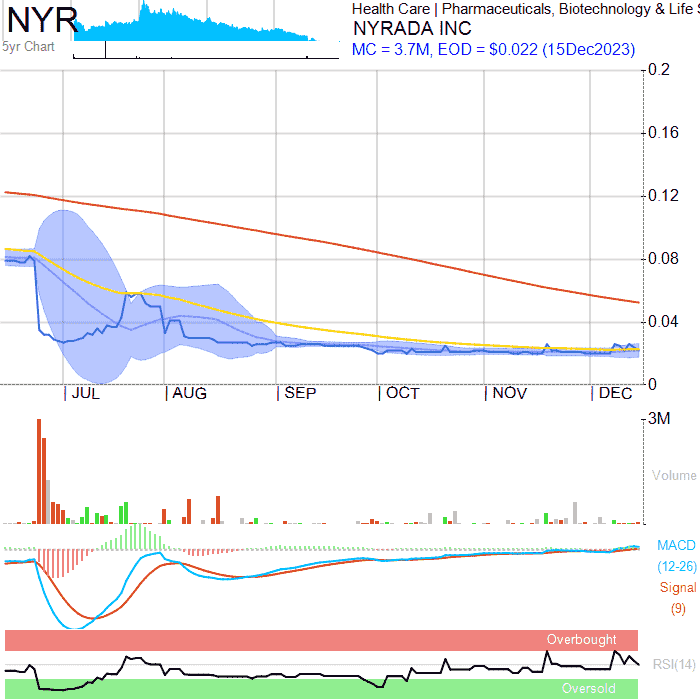 NYR
5yr Chart
Health Care | Pharmaceuticals, Biotechnology & Life S
NYRADA INC
MC = 3.7M, EOD = $0.022 (15Dec2023)
0.2
0.16
0.12
0.08
0.04
0
JUL
AUG
SEP
OCT
NOV
DEC
3M
Volume
MACD
(12-26)
Signal
(9)
Overbought
RSI(14)
Oversold